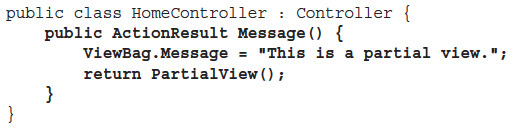 public class HomeController : Controller {
    public ActionResult Message() {
        ViewBag.Message = "This is a partial view.";
        return PartialView();
    }
}